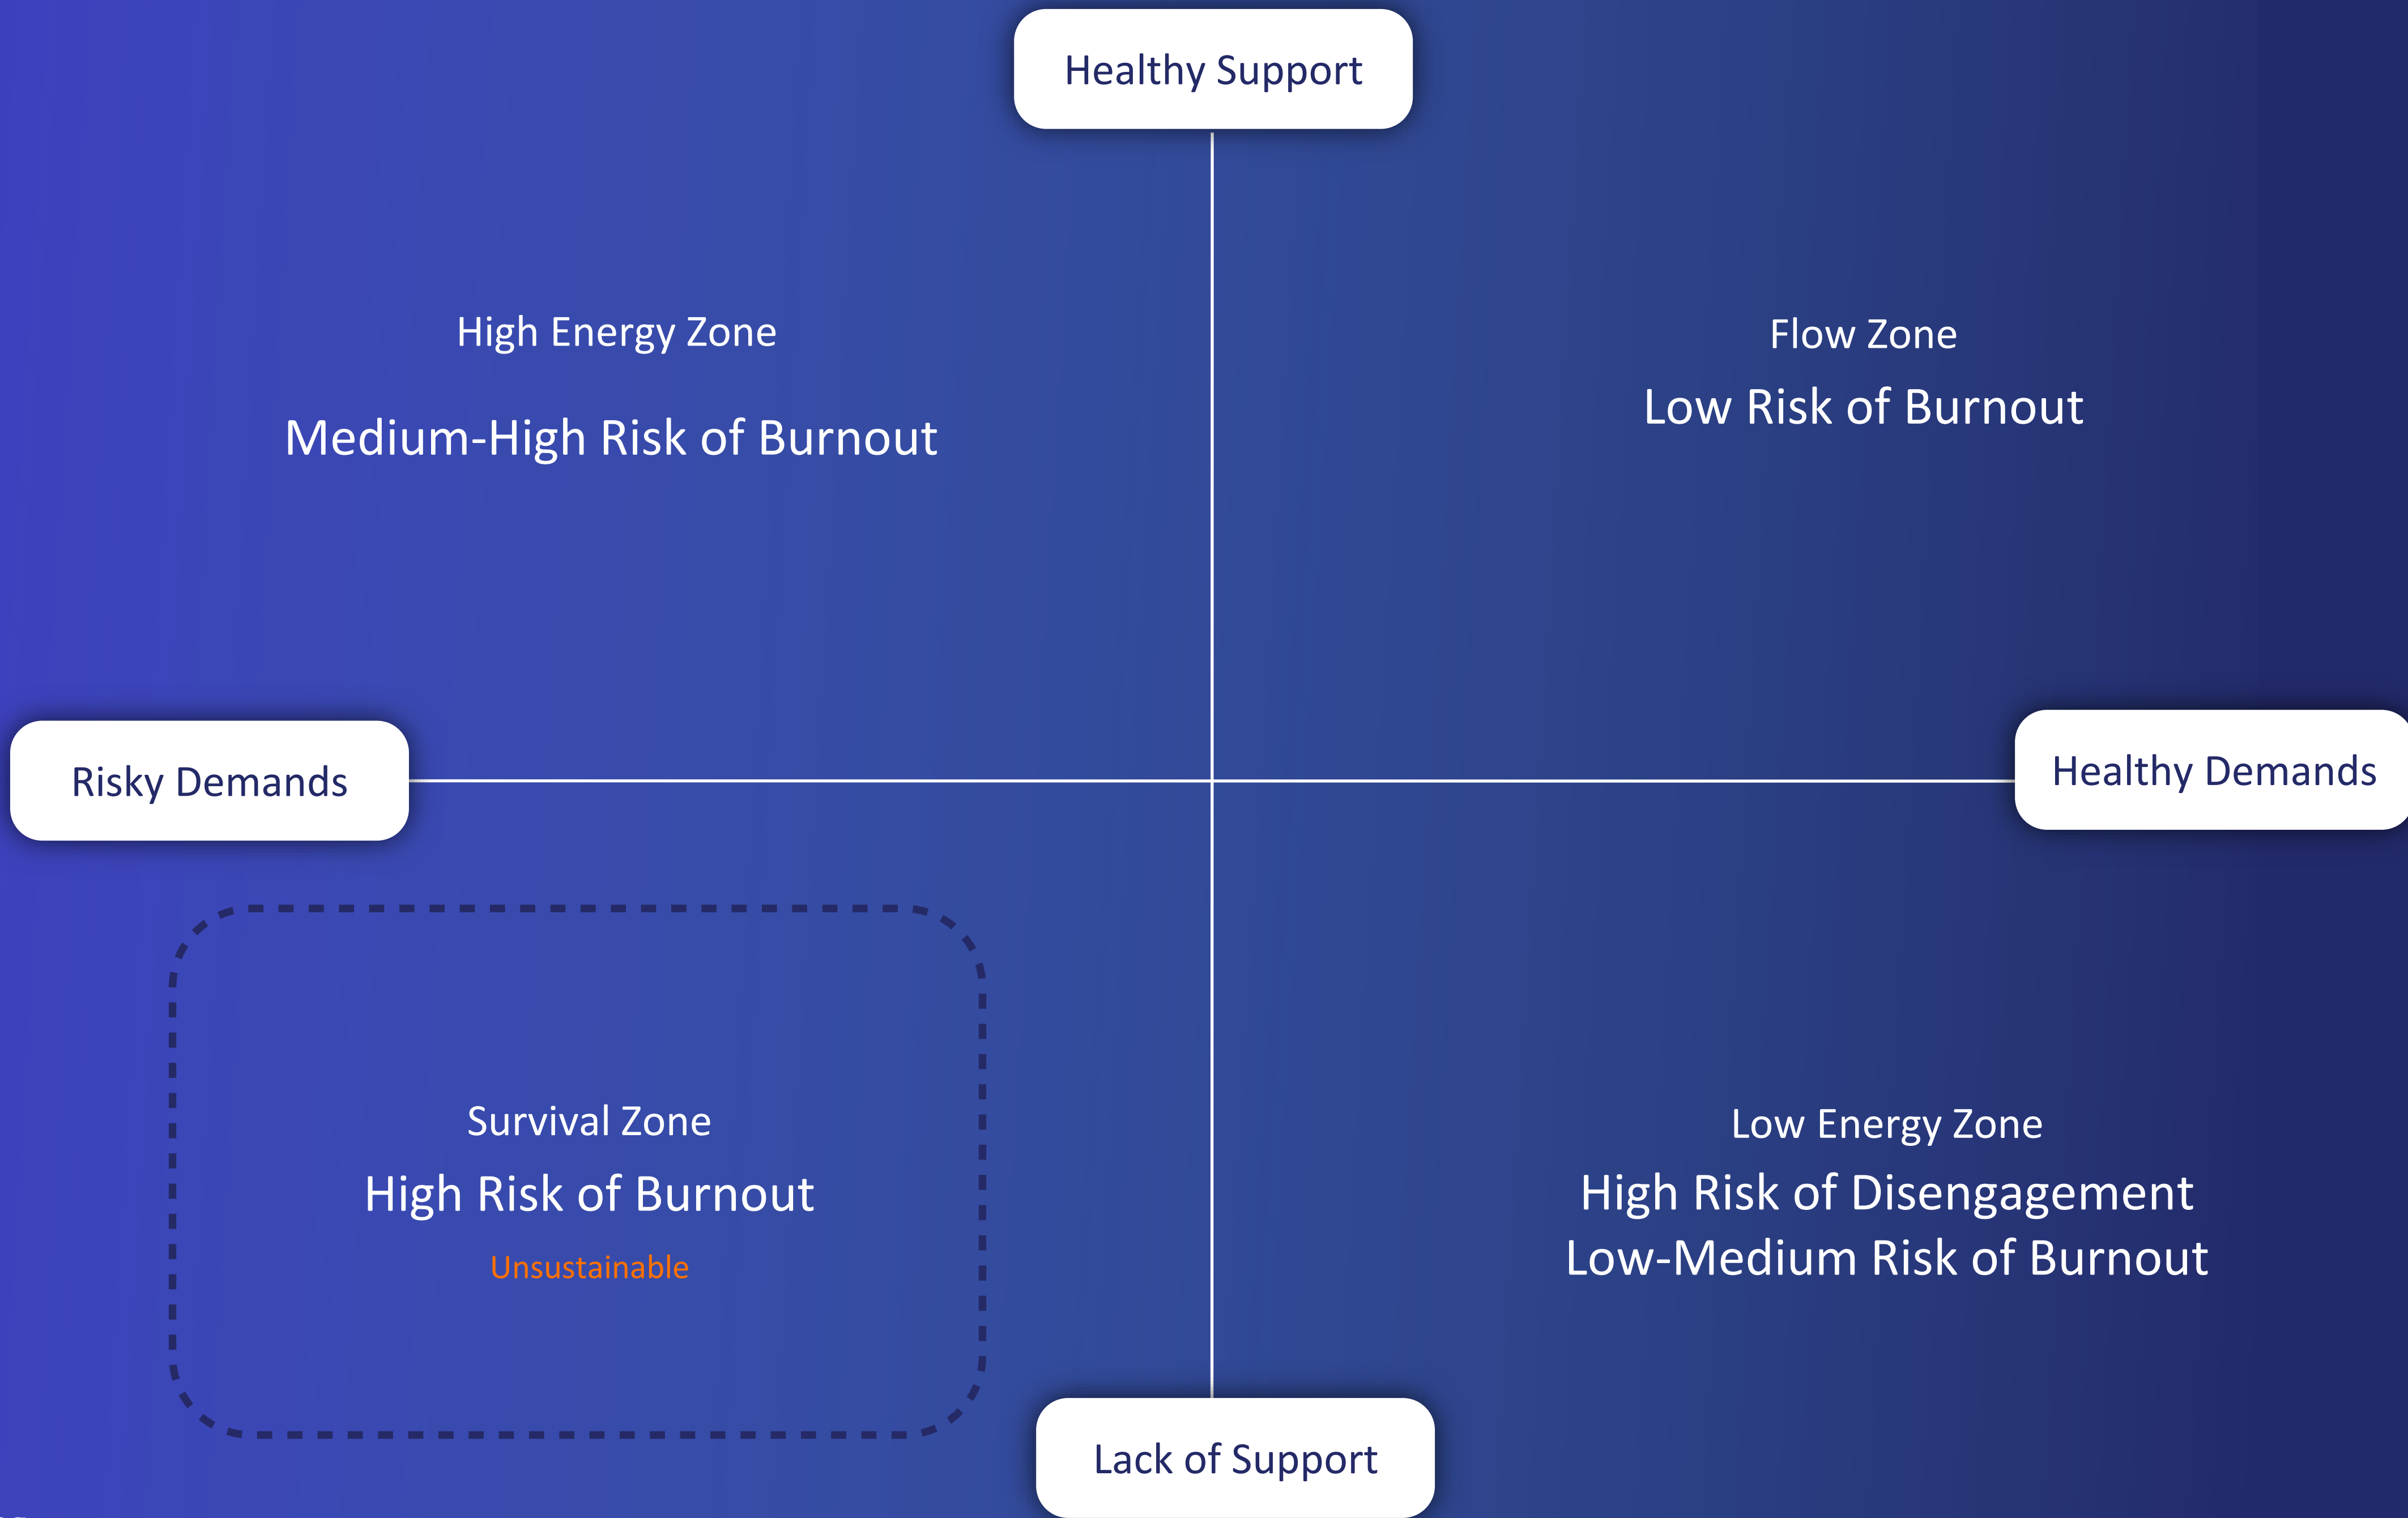 Healthy Support
High Energy Zone
Medium-High Risk of Burnout
Flow Zone
Low Risk of Burnout
Risky Demands
Healthy Demands
Survival Zone
High Risk of Burnout
Unsustainable
Low Energy Zone
High Risk of Disengagement
Low-Medium Risk of Burnout
Lack of Support